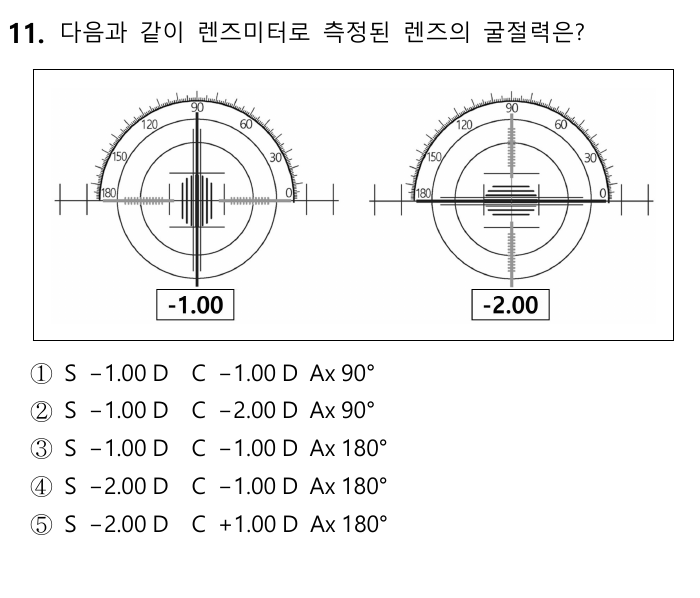 11. 다음과 같이 렌즈미터로 측정된 렌즈의 굴절력은?
90
120 60
150 30
180 0
-1.00
90
120 60
150 30
180 0
-2.00
① S －1.00 D C －1.00 D Ax 90°
② S －1.00 D C －2.00 D Ax 90°
③ S －1.00 D C －1.00 D Ax 180°
④ S －2.00 D C －1.00 D Ax 180°
⑤ S －2.00 D C +1.00 D Ax 180°